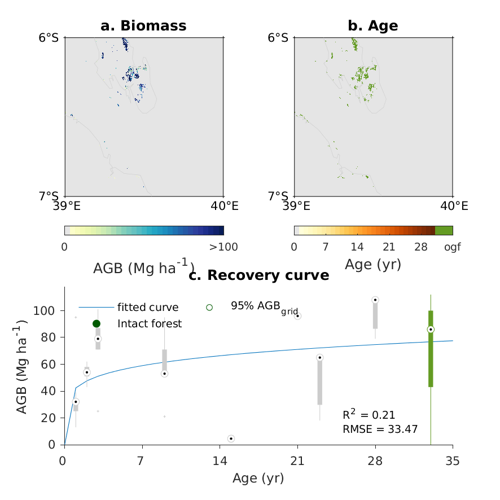 a. Biomass
b. Age
6°S
6°S
7°S
7°S
39°E
40°E
39°E
40°E
0
>100
0
7
14
21
28
ogf
AGB (Mg ha-1)
Age (yr)
c. Recovery curve
fitted curve
95% AGBgrid
Intact forest
100
80
60
40
20
0
AGB (Mg ha-1)
R2 = 0.21
RMSE = 33.47
0
7
14
21
28
35
Age (yr)